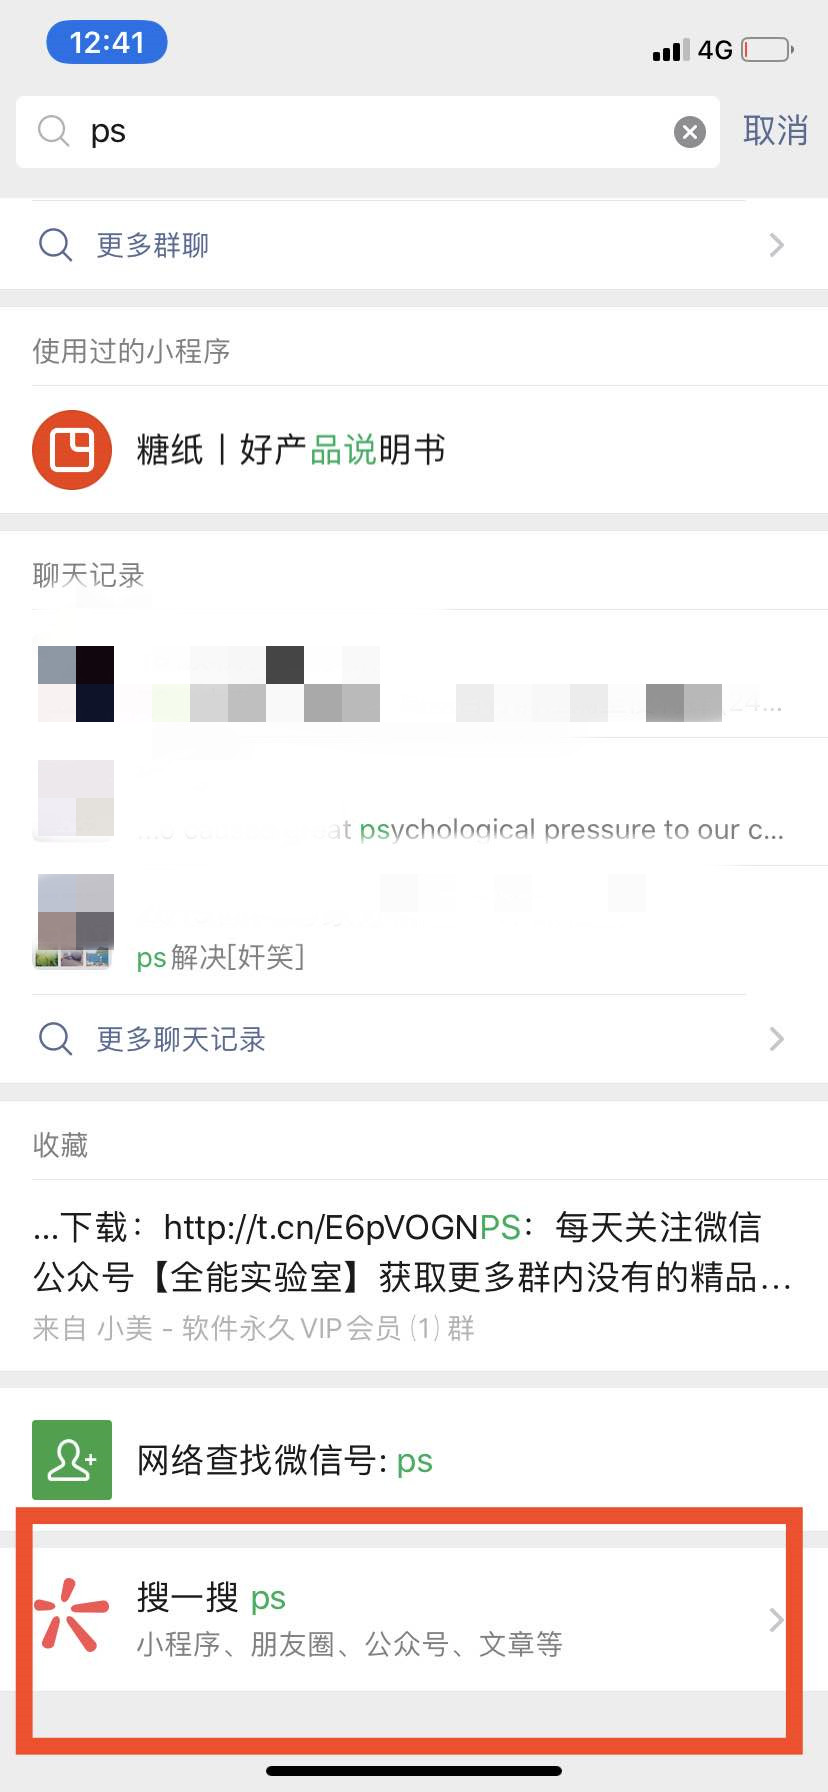 12:41
4G
ps
取消
更多群聊
使用过的小程序
糖纸丨好产品说明书
聊天记录
24...
at psychological pressure to our c...
ps解决[奸笑]
更多聊天记录
收藏
...下载：http://t.cn/E6pVOGNPS：每天关注微信
公众号【全能实验室】获取更多群内没有的精品...
来自 小美 - 软件永久VIP会员 (1) 群
网络查找微信号: ps
搜一搜 ps
小程序、朋友圈、公众号、文章等